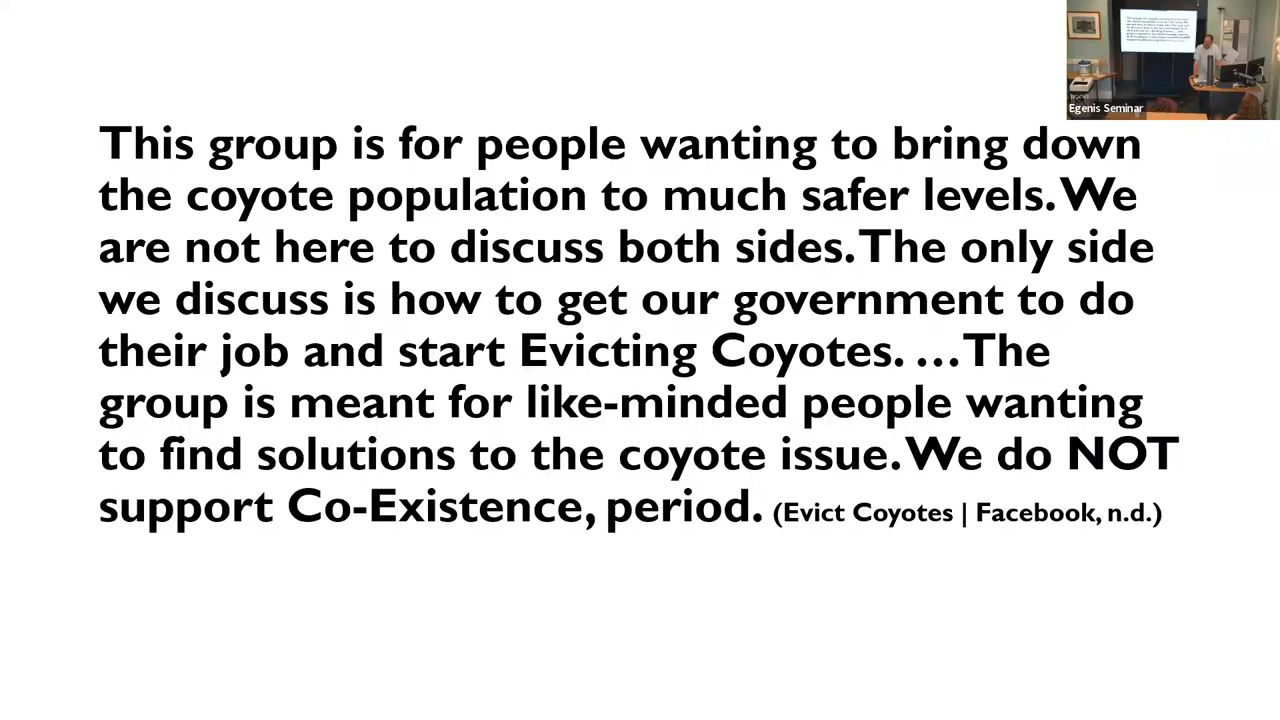 Egenis Seminar
This group is for people wanting to bring down
the coyote population to much safer levels. We
are not here to discuss both sides. The only side
we discuss is how to get our government to do
their job and start Evicting Coyotes. …The
group is meant for like-minded people wanting
to find solutions to the coyote issue. We do NOT
support Co-Existence, period. (Evict Coyotes | Facebook, n.d.)